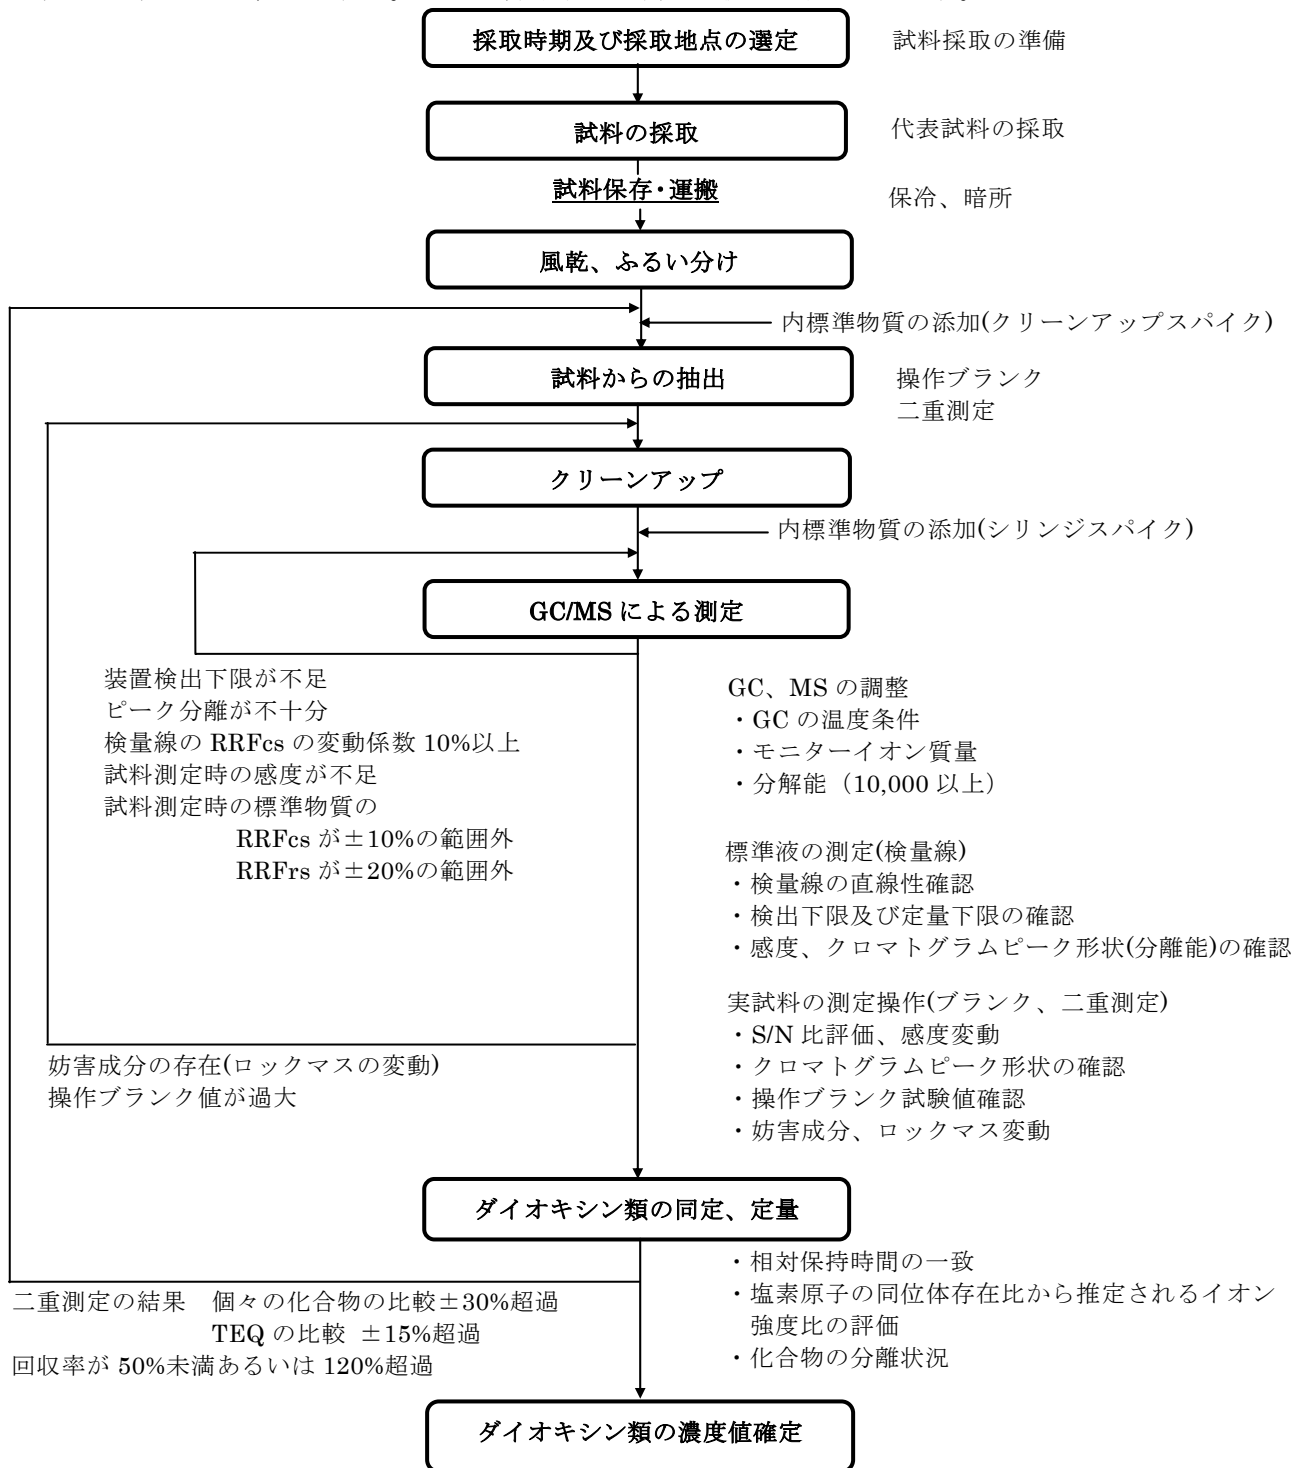 採取時期及び採取地点の選定
試料採取の準備
試料の採取
代表試料の採取
試料保存・運搬
保冷、暗所
風乾、ふるい分け
内標準物質の添加(クリーンアップスパイク)
試料からの抽出
操作ブランク
二重測定
クリーンアップ
内標準物質の添加(シリンジスパイク)
GC/MS による測定
装置検出下限が不足
ピーク分離が不十分
検量線の RRFcs の変動係数 10%以上
試料測定時の感度が不足
試料測定時の標準物質の
RRFcs が±10%の範囲外
RRFrs が±20%の範囲外
GC、MS の調整
・GC の温度条件
・モニターイオン質量
・分解能（10,000 以上）
標準液の測定(検量線)
・検量線の直線性確認
・検出下限及び定量下限の確認
・感度、クロマトグラムピーク形状(分離能)の確認
実試料の測定操作(ブランク、二重測定)
・S/N 比評価、感度変動
・クロマトグラムピーク形状の確認
・操作ブランク試験値確認
・妨害成分、ロックマス変動
妨害成分の存在(ロックマスの変動)
操作ブランク値が過大
ダイオキシン類の同定、定量
・相対保持時間の一致
・塩素原子の同位体存在比から推定されるイオン
強度比の評価
・化合物の分離状況
二重測定の結果　個々の化合物の比較±30%超過
TEQ の比較 ±15%超過
回収率が 50%未満あるいは 120%超過
ダイオキシン類の濃度値確定